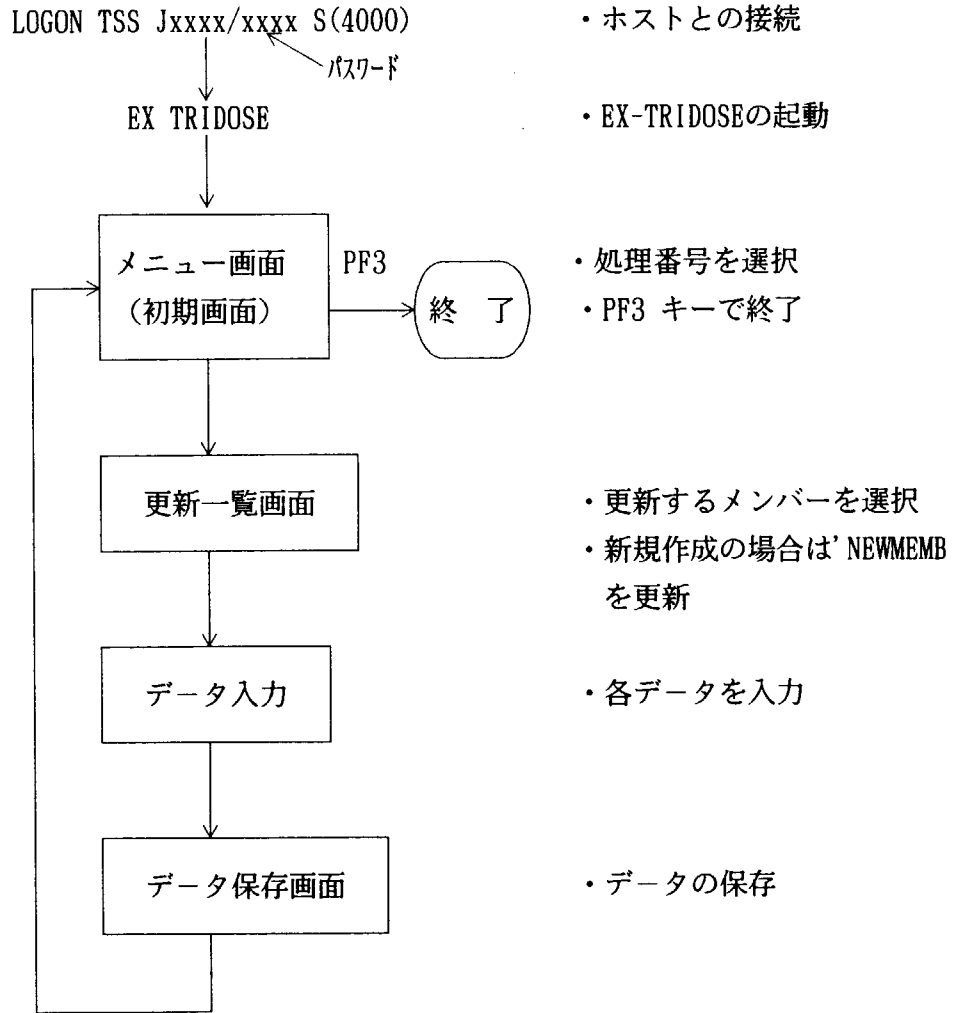 LOGON TSS Jxxxx/xxxx S(4000) ・ホストとの接続
パスワード
EX TRIDOSE ・EX-TRIDOSEの起動
メニュー画面 PF3 ・処理番号を選択
(初期画面) 終 了 ・PF3 キーで終了
更新一覧画面 ・更新するメンバーを選択
・新規作成の場合は'NEWMEMB
を更新
データ入力 ・各データを入力
データ保存画面 ・データの保存